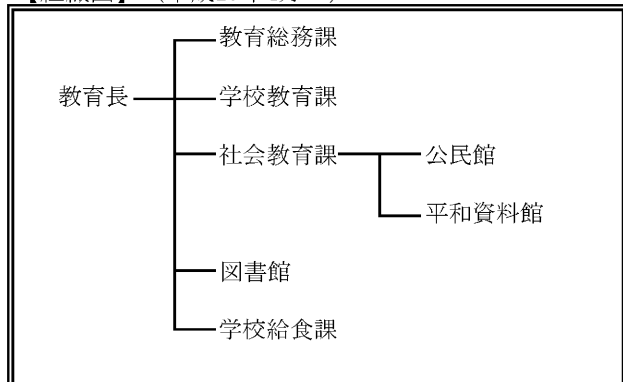 教育総務課
教育長
学校教育課
社会教育課
公民館
平和資料館
図書館
学校給食課